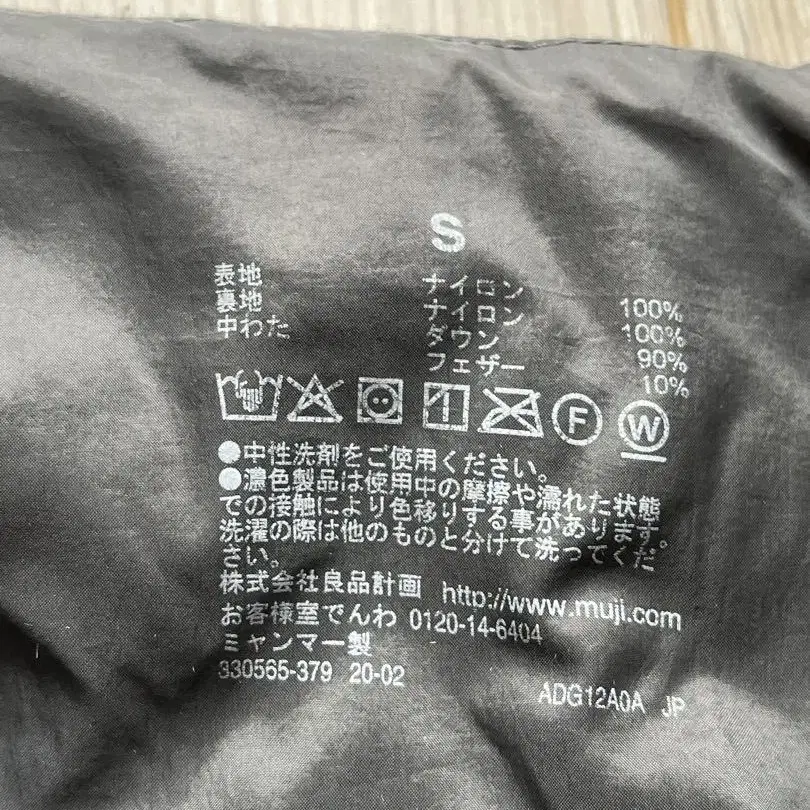 S
表地 ナイロン 100%
裏地 ナイロン 100%
中わた ダウン 90%
フェザー 10%
F W
●中性洗剤をご使用ください。
●濃色製品は使用中の摩擦や濡れた状態
での接触により色移りする事があります。
洗濯の際は他のものと分けて洗ってくだ
さい。
株式会社良品計画 http://www.muji.com
お客様室でんわ 0120-14-6404
ミャンマー製
330565-379 20-02
ADG12A0A JP